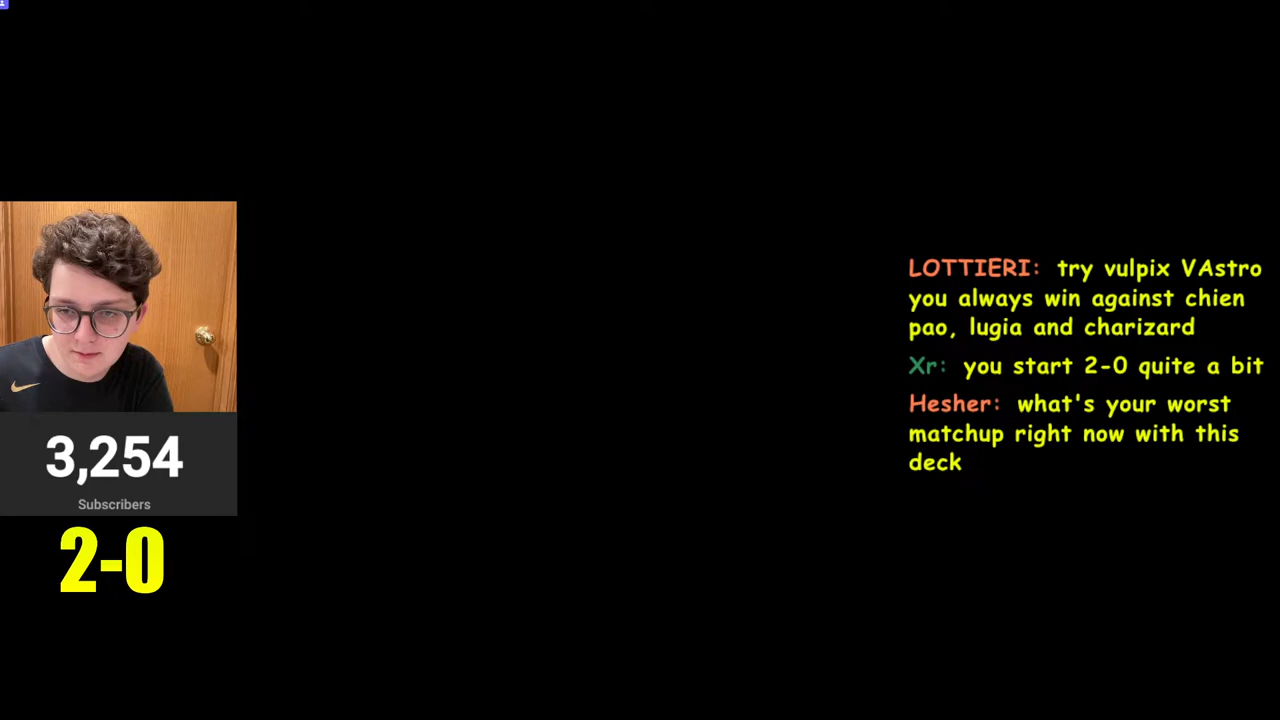 LOTTIERI: try vulpix VAstro
you always win against chien
pao, lugia and charizard
Xr: you start 2-0 quite a bit
Hesher: what's your worst
matchup right now with this
deck
3,254
Subscribers
2-0